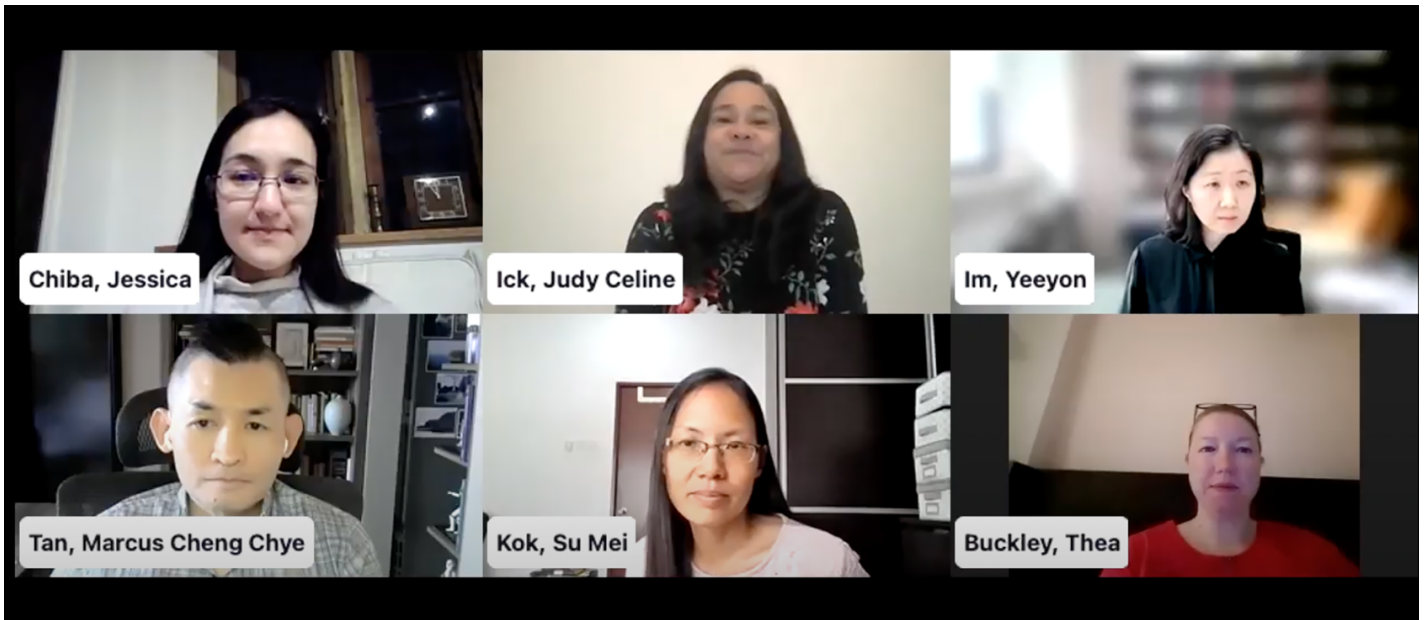 Chiba, Jessica
Ick, Judy Celine
Im, Yeeyon
Tan, Marcus Cheng Chye
Kok, Su Mei
Buckley, Thea